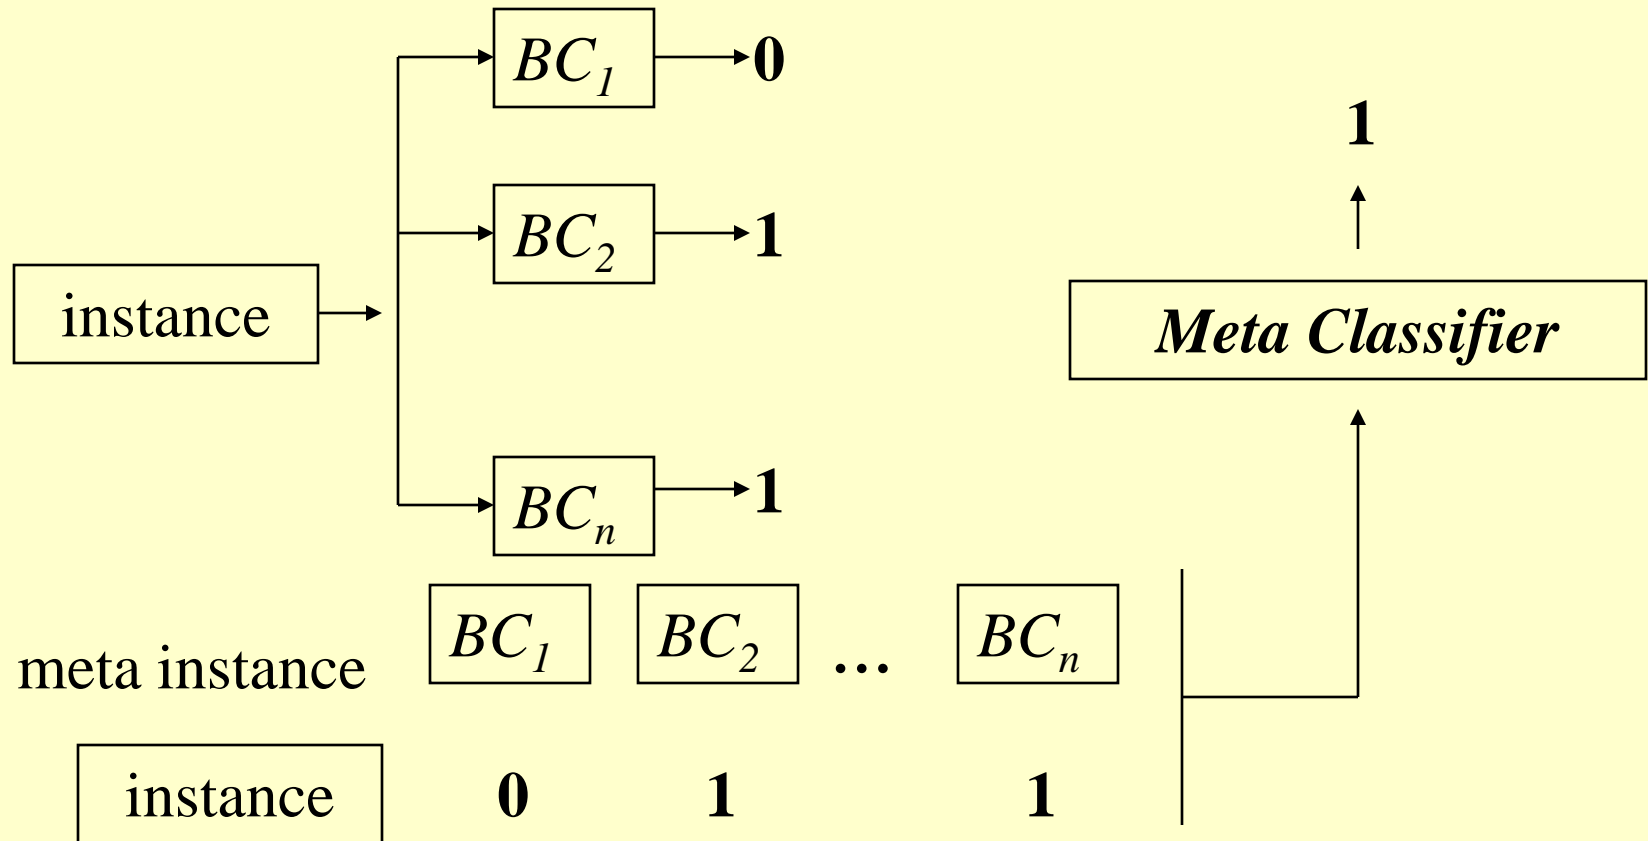 BC₁ 0
1
BC₂ 1
instance
Meta Classifier
BCₙ 1
BC₁ BC₂ ... BCₙ
meta instance
instance 0 1 1